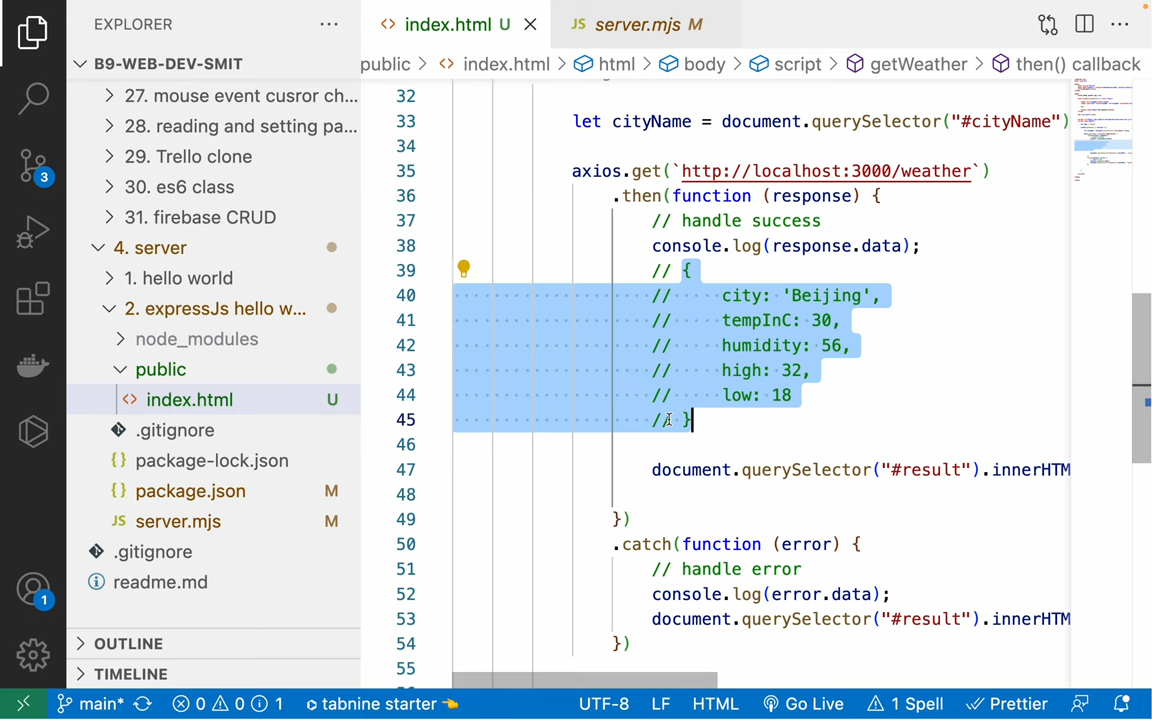 EXPLORER
index.html U
JS server.mjs M
B9-WEB-DEV-SMIT
public > index.html > html > body > script > getWeather > then() callback
27. mouse event cusror ch...
28. reading and setting pa...
29. Trello clone
30. es6 class
31. firebase CRUD
4. server
1. hello world
2. expressJs hello w...
node_modules
public
index.html U
.gitignore
{} package-lock.json
{} package.json M
JS server.mjs M
.gitignore
readme.md
OUTLINE
TIMELINE
3
1
32
33 let cityName = document.querySelector("#cityName")
34
35 axios.get(`http://localhost:3000/weather`)
36 .then(function (response) {
37 // handle success
38 console.log(response.data);
39 // {
40 // city: 'Beijing',
41 // tempInC: 30,
42 // humidity: 56,
43 // high: 32,
44 // low: 18
45 // }
46
47 document.querySelector("#result").innerHTM
48
49 })
50 .catch(function (error) {
51 // handle error
52 console.log(error.data);
53 document.querySelector("#result").innerHTM
54 })
55
main* 0 0 1 tabnine starter UTF-8 LF HTML Go Live 1 Spell Prettier